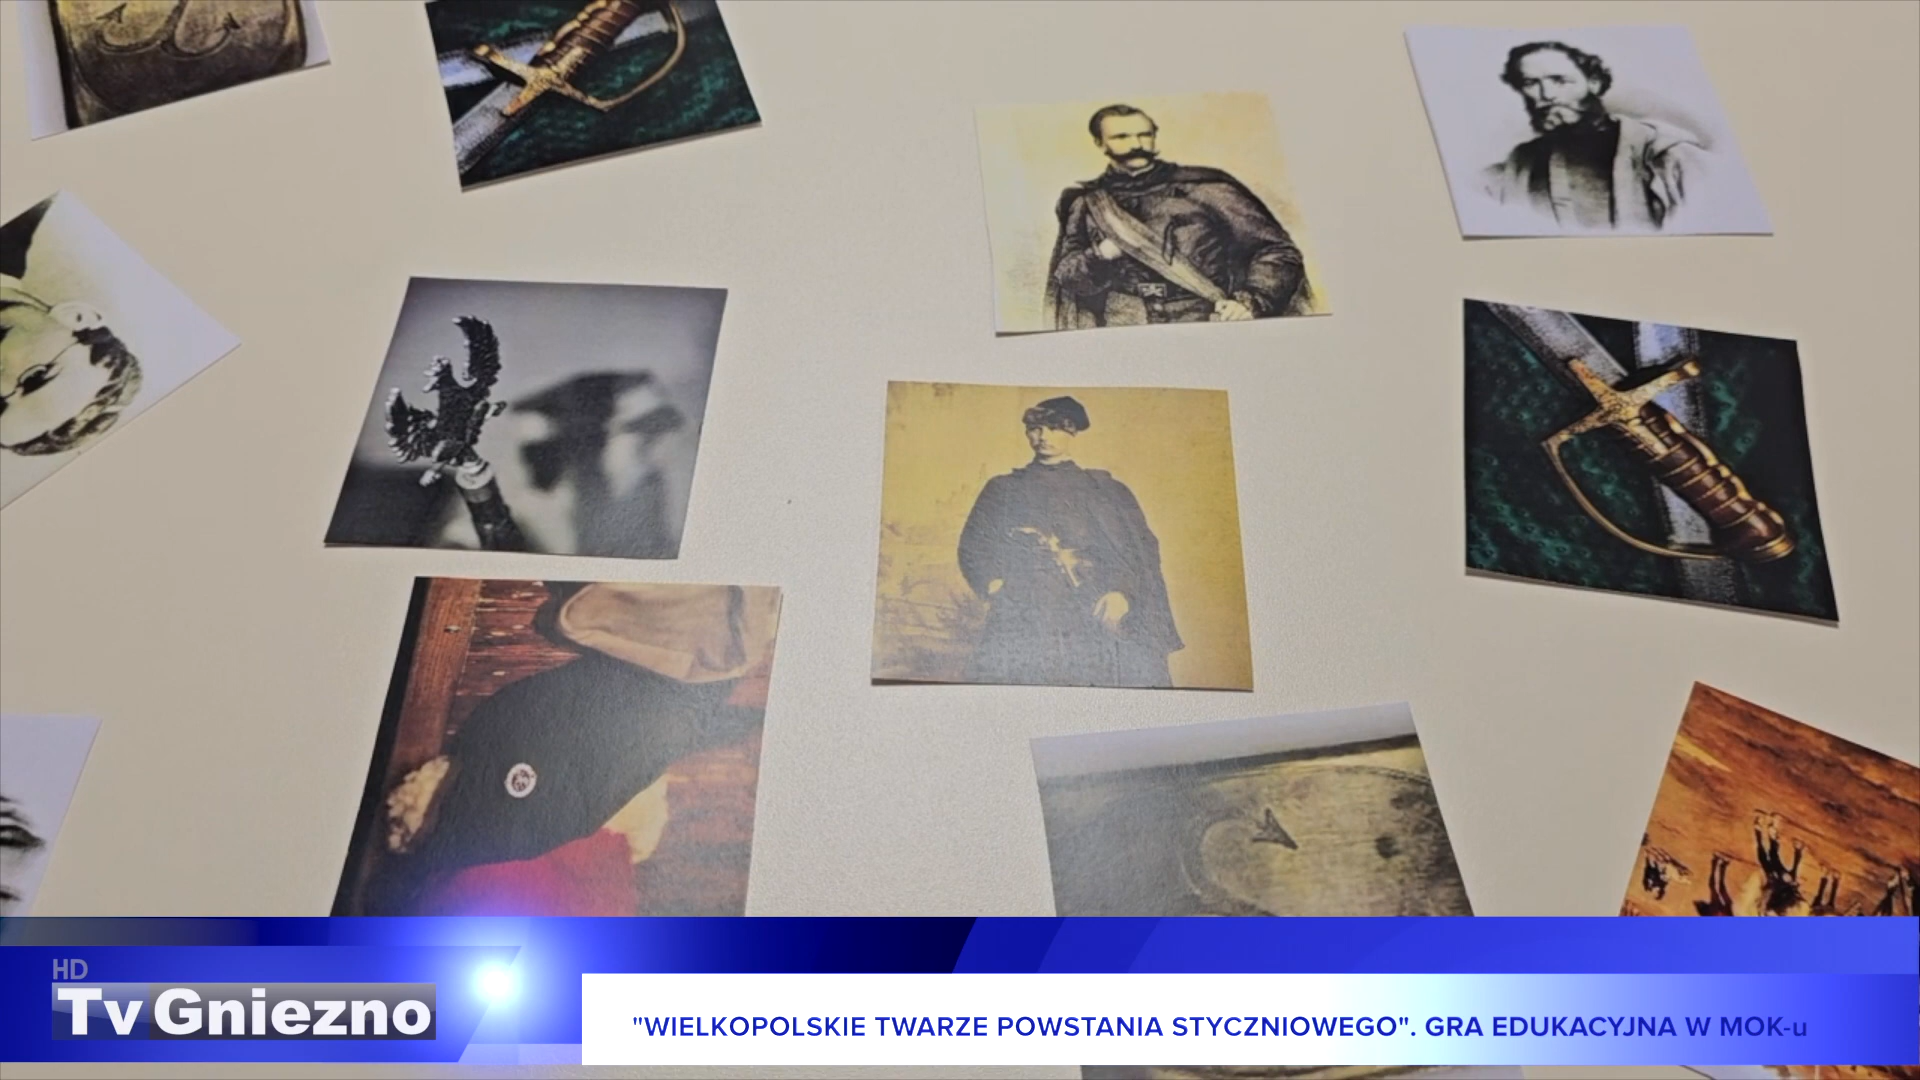 HD
Tv Gniezno
"WIELKOPOLSKIE TWARZE POWSTANIA STYCZNIOWEGO". GRA EDUKACYJNA W MOK-u